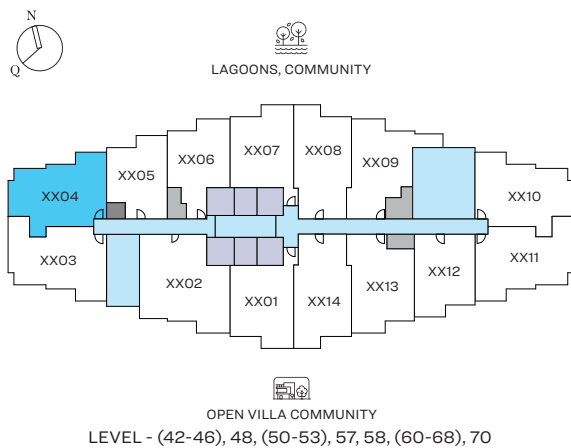 N
Q
LAGOONS, COMMUNITY
XX07
XX08
XX06
XX09
XX05
XX04
XX10
XX03
XX11
XX02
XX12
XX13
XX01
XX14
OPEN VILLA COMMUNITY
LEVEL - (42-46), 48, (50-53), 57, 58, (60-68), 70